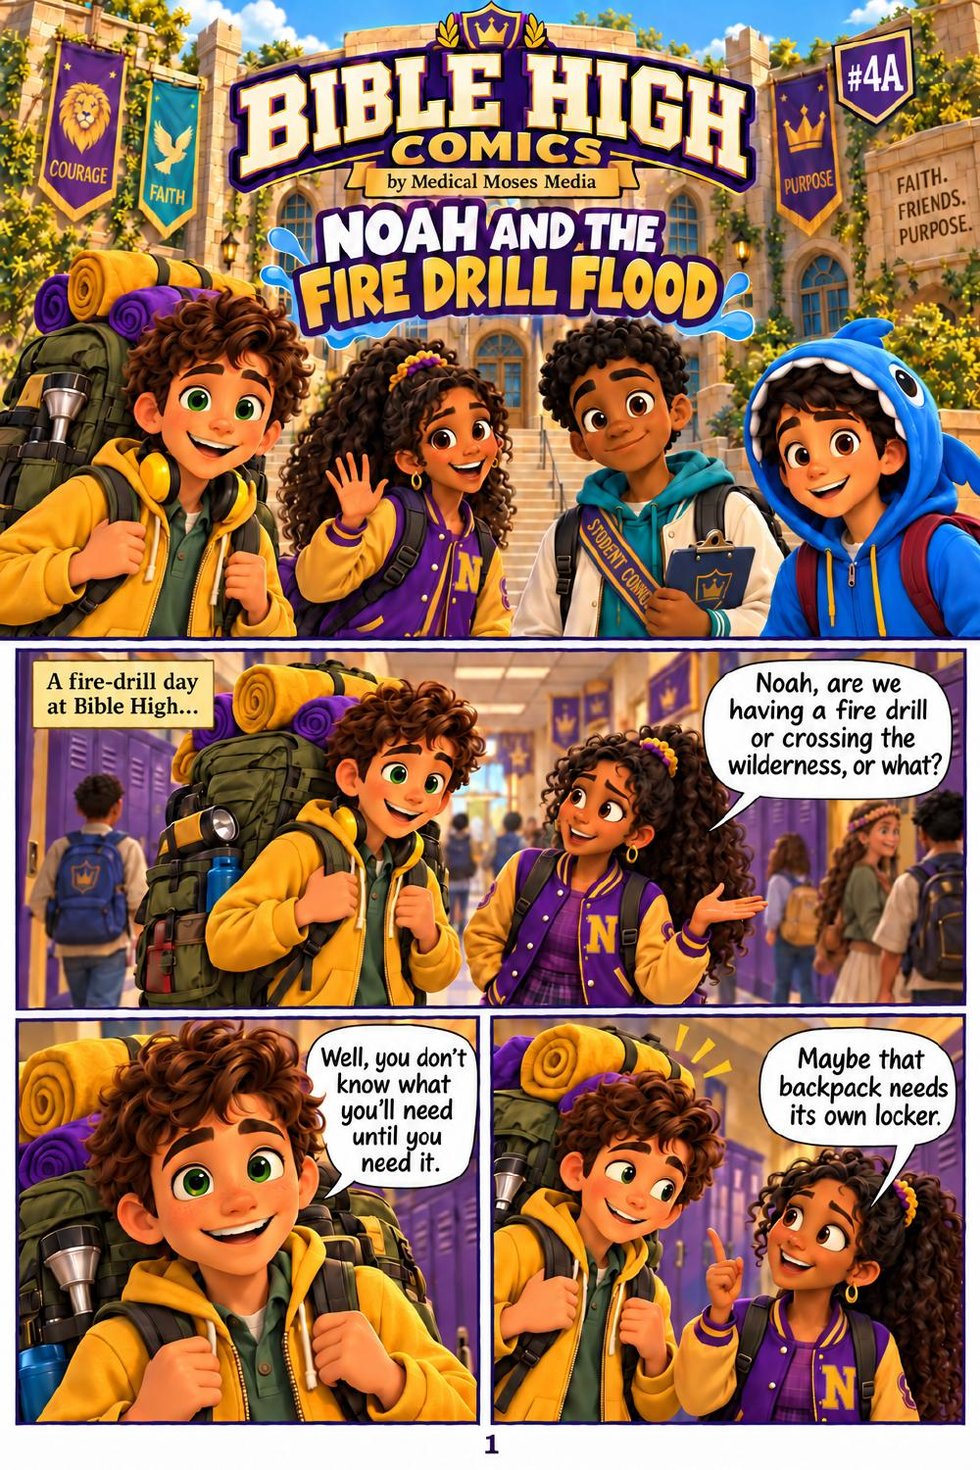 #4A
BIBLE HIGH
COMICS
by Medical Moses Media
NOAH AND THE
FIRE DRILL FLOOD
COURAGE
FAITH
PURPOSE
FAITH.
FRIENDS.
PURPOSE.
N
STUDENT
A fire-drill day
at Bible High...
Noah, are we
having a fire drill
or crossing the
wilderness, or what?
N
Well, you don't
know what
you'll need
until you
need it.
Maybe that
backpack needs
its own locker.
N
1